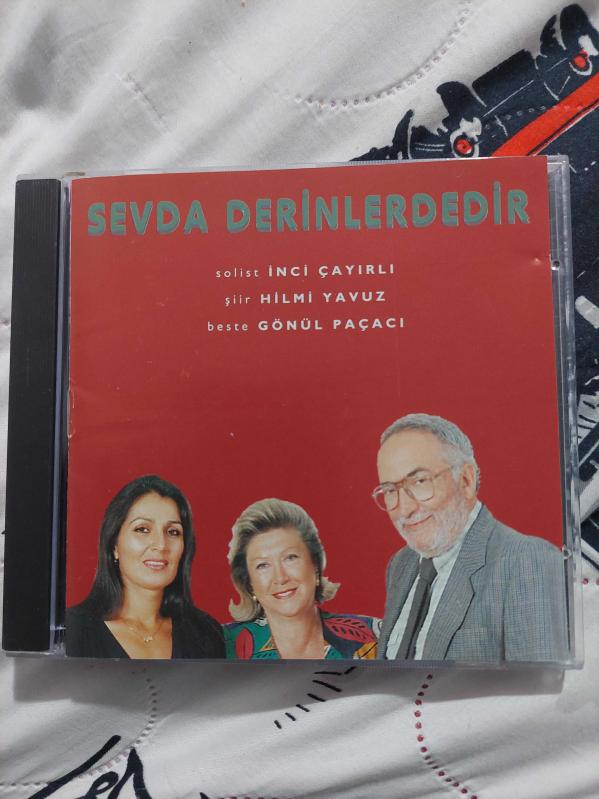 SEVDA DERİNLERDEDİR
solist İNCİ ÇAYIRLI
şiir HİLMİ YAVUZ
beste GÖNÜL PAÇACI